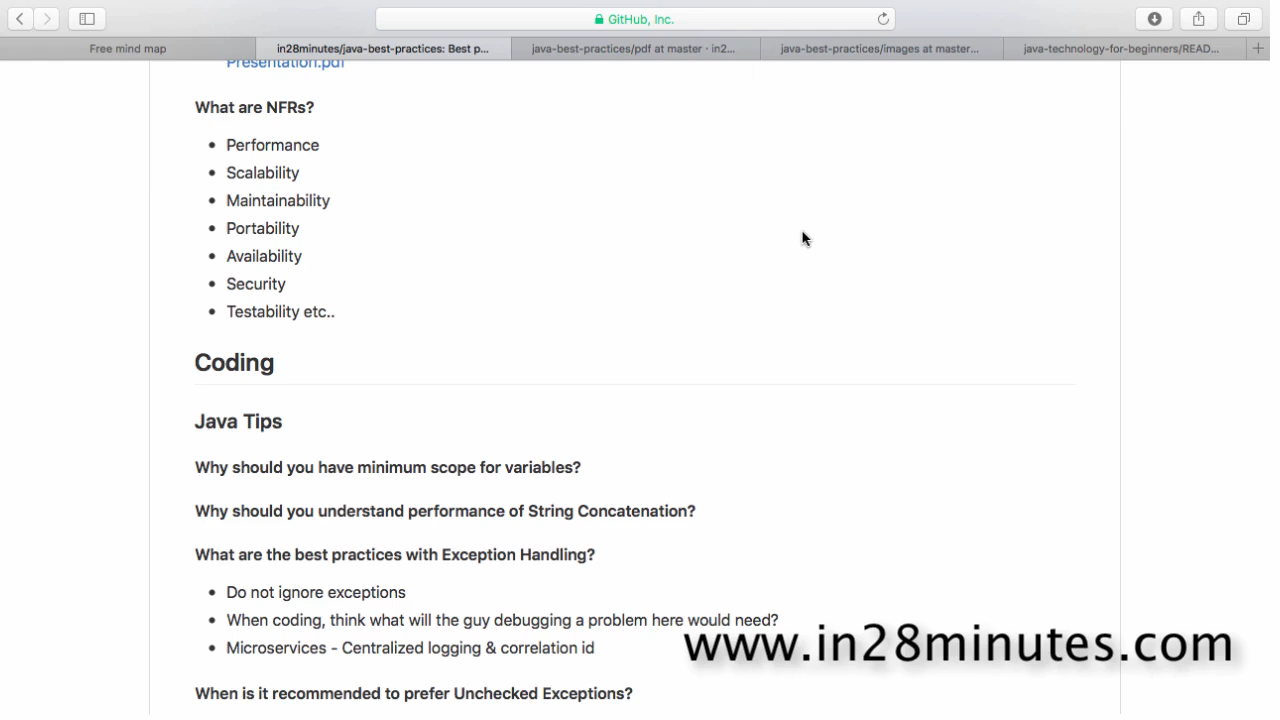 GitHub, Inc.
Free mind map
in28minutes/java-best-practices: Best p...
java-best-practices/pdf at master · in2...
java-best-practices/images at master...
java-technology-for-beginners/READ...
Presentation.pdf
What are NFRs?
Performance
Scalability
Maintainability
Portability
Availability
Security
Testability etc..
Coding
Java Tips
Why should you have minimum scope for variables?
Why should you understand performance of String Concatenation?
What are the best practices with Exception Handling?
Do not ignore exceptions
When coding, think what will the guy debugging a problem here would need?
Microservices - Centralized logging & correlation id
www.in28minutes.com
When is it recommended to prefer Unchecked Exceptions?